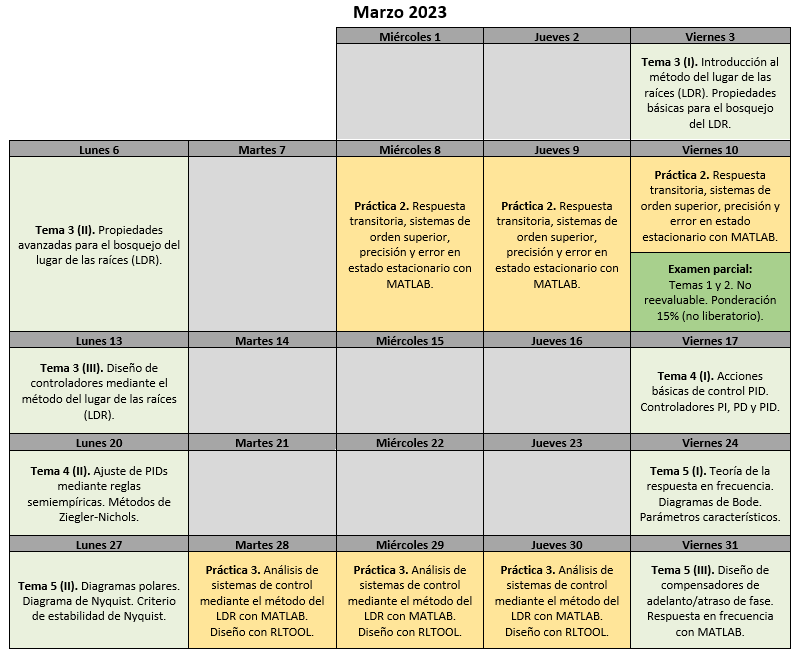 Marzo 2023
Miércoles 1
Jueves 2
Viernes 3
Tema 3 (I). Introducción al
método del lugar de las
raíces (LDR). Propiedades
básicas para el bosquejo
del LDR.
Lunes 6
Martes 7
Miércoles 8
Jueves 9
Viernes 10
Tema 3 (II). Propiedades
avanzadas para el bosquejo del
lugar de las raíces (LDR).
Práctica 2. Respuesta
transitoria, sistemas de
orden superior,
precisión y error en
estado estacionario con
MATLAB.
Práctica 2. Respuesta
transitoria, sistemas de
orden superior,
precisión y error en
estado estacionario con
MATLAB.
Práctica 2. Respuesta
transitoria, sistemas de
orden superior, precisión y
error en estado
estacionario con MATLAB.
Examen parcial:
Temas 1 y 2. No
reevaluable. Ponderación
15% (no liberatorio).
Lunes 13
Martes 14
Miércoles 15
Jueves 16
Viernes 17
Tema 3 (III). Diseño de
controladores mediante el
método del lugar de las raíces
(LDR).
Tema 4 (I). Acciones
básicas de control PID.
Controladores PI, PD y PID.
Lunes 20
Martes 21
Miércoles 22
Jueves 23
Viernes 24
Tema 4 (II). Ajuste de PIDs
mediante reglas
semiempíricas. Métodos de
Ziegler-Nichols.
Tema 5 (I). Teoría de la
respuesta en frecuencia.
Diagramas de Bode.
Parámetros característicos.
Lunes 27
Martes 28
Miércoles 29
Jueves 30
Viernes 31
Tema 5 (II). Diagramas polares.
Diagrama de Nyquist. Criterio
de estabilidad de Nyquist.
Práctica 3. Análisis de
sistemas de control
mediante el método del
LDR con MATLAB.
Diseño con RLTOOL.
Práctica 3. Análisis de
sistemas de control
mediante el método del
LDR con MATLAB.
Diseño con RLTOOL.
Práctica 3. Análisis de
sistemas de control
mediante el método del
LDR con MATLAB.
Diseño con RLTOOL.
Tema 5 (III). Diseño de
compensadores de
adelanto/atraso de fase.
Respuesta en frecuencia
con MATLAB.